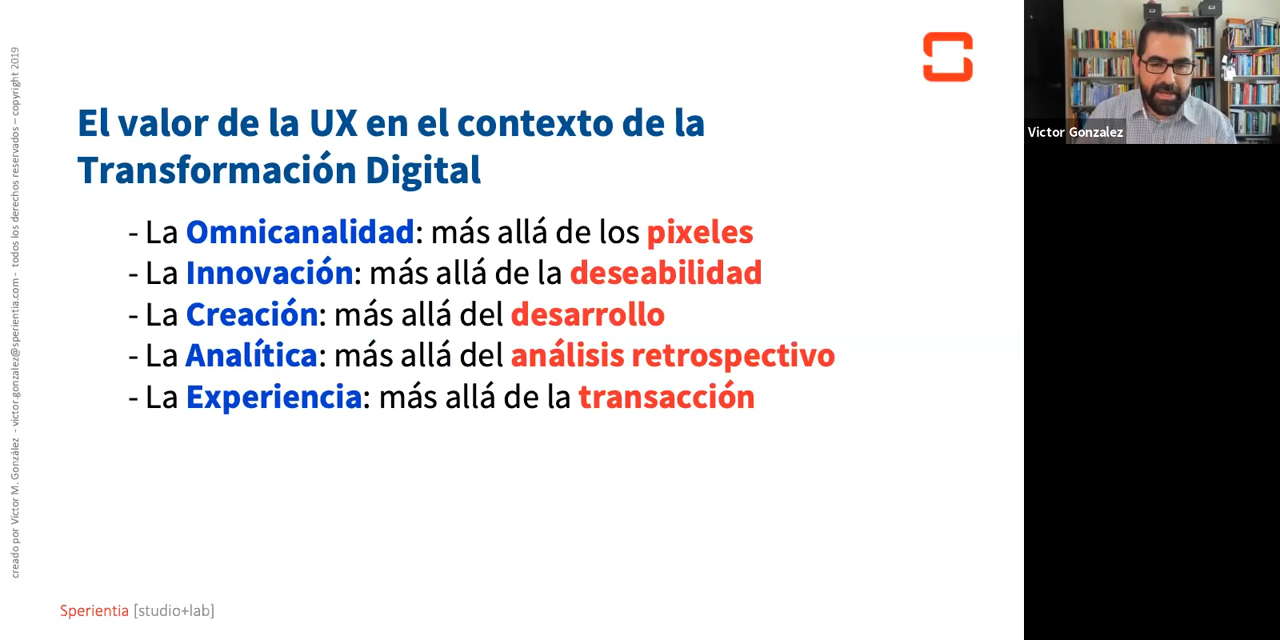 El valor de la UX en el contexto de la
Transformación Digital
- La Omnicanalidad: más allá de los pixeles
- La Innovación: más allá de la deseabilidad
- La Creación: más allá del desarrollo
- La Analítica: más allá del análisis retrospectivo
- La Experiencia: más allá de la transacción
Sperientia [studio+lab]
creado por Víctor M. González - victor.gonzalez@sperientia.com - todos los derechos reservados – copyright 2019
Victor Gonzalez